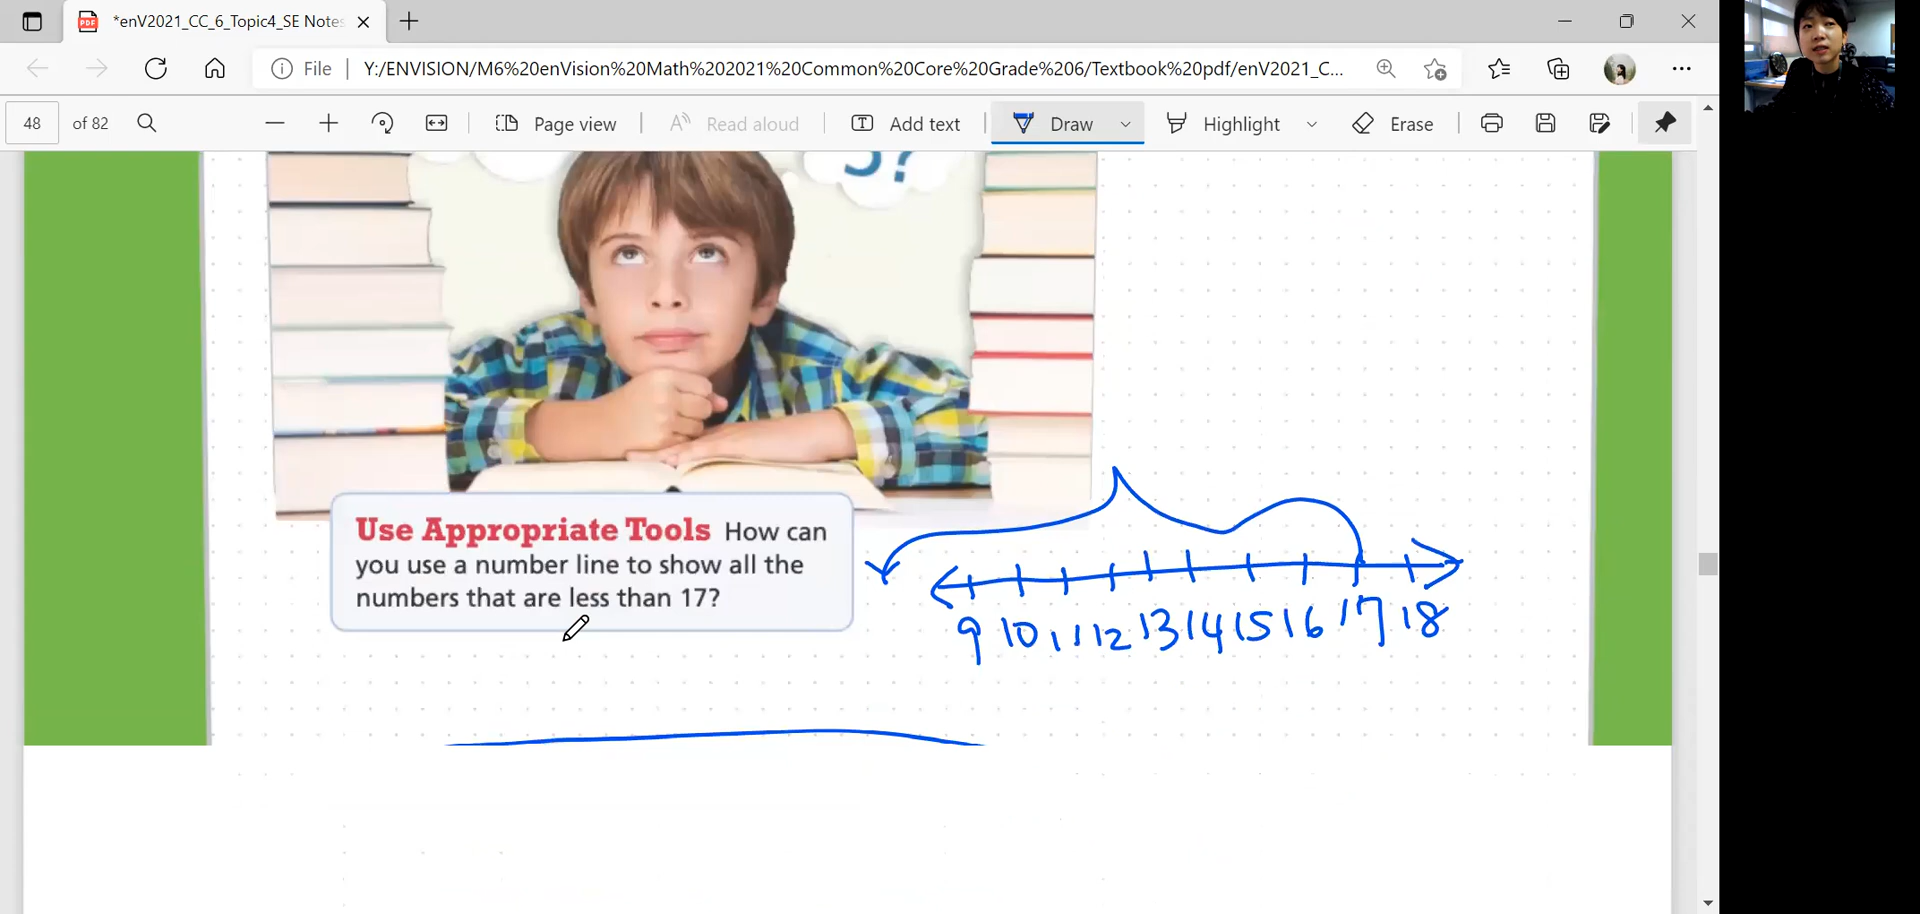 *enV2021_CC_6_Topic4_SE Notes
File Y:/ENVISION/M6%20enVision%20Math%202021%20Common%20Core%20Grade%206/Textbook%20pdf/enV2021_C...
48 of 82 Page view Read aloud Add text Draw Highlight Erase
5?
Use Appropriate Tools How can
you use a number line to show all the
numbers that are less than 17?
9 10 11 12 13 14 15 16 17 18